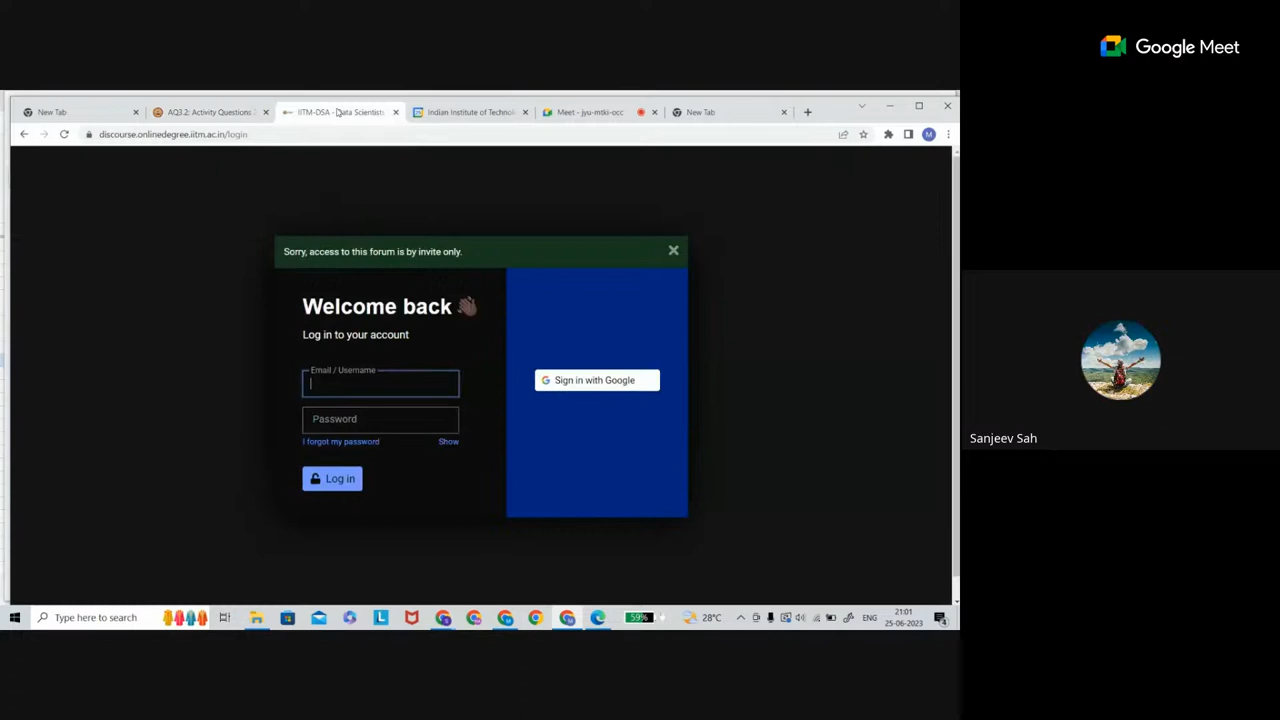 Google Meet
New Tab
AQ3.2: Activity Questions 2
IITM-DSA - Data Scientists
Indian Institute of Technol
Meet - jyu-mtki-occ
New Tab
discourse.onlinedegree.iitm.ac.in/login
Sorry, access to this forum is by invite only.
Welcome back
Log in to your account
Email / Username
Password
I forgot my password Show
Log in
Sign in with Google
Sanjeev Sah
Type here to search
59%
28°C
ENG
21:01
25-06-2023